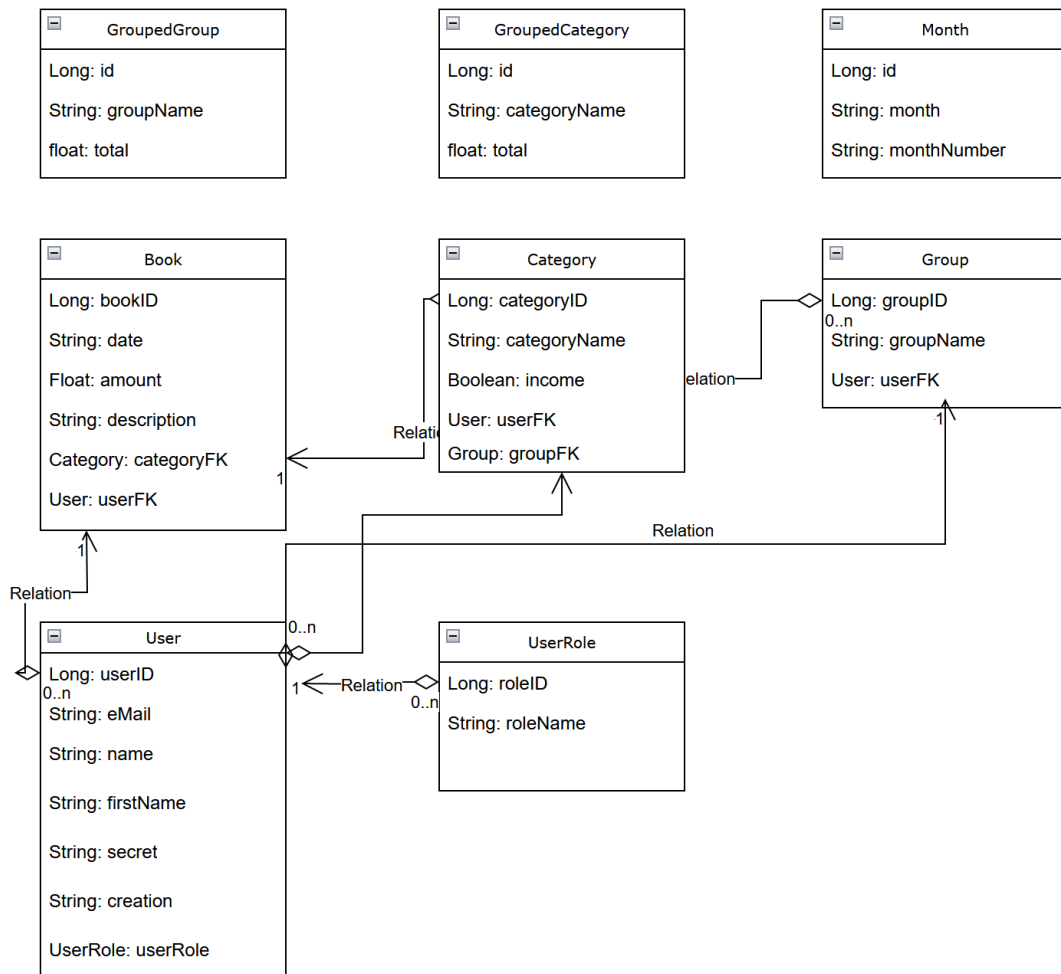 GroupedGroup
Long: id
String: groupName
float: total
GroupedCategory
Long: id
String: categoryName
float: total
Month
Long: id
String: month
String: monthNumber
Book
Long: bookID
String: date
Float: amount
String: description
Category: categoryFK
User: userFK
1
1
Relatio
Category
Long: categoryID
String: categoryName
Boolean: income
User: userFK
Group: groupFK
elation
Group
Long: groupID
0..n
String: groupName
User: userFK
1
Relation
Relation
User
0..n
Long: userID
0..n
String: eMail
String: name
String: firstName
String: secret
String: creation
UserRole: userRole
1
Relation
0..n
UserRole
Long: roleID
String: roleName